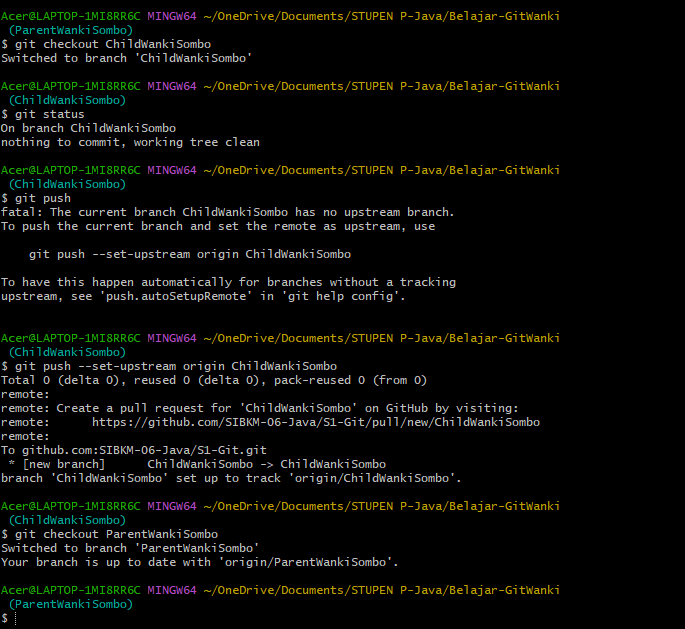 Acer@LAPTOP-1MI8RR6C MINGW64 ~/OneDrive/Documents/STUPEN P-Java/Belajar-GitWanki
(ParentWankiSombo)
$ git checkout ChildWankiSombo
Switched to branch 'ChildWankiSombo'
Acer@LAPTOP-1MI8RR6C MINGW64 ~/OneDrive/Documents/STUPEN P-Java/Belajar-GitWanki
(ChildWankiSombo)
$ git status
On branch ChildWankiSombo
nothing to commit, working tree clean
Acer@LAPTOP-1MI8RR6C MINGW64 ~/OneDrive/Documents/STUPEN P-Java/Belajar-GitWanki
(ChildWankiSombo)
$ git push
fatal: The current branch ChildWankiSombo has no upstream branch.
To push the current branch and set the remote as upstream, use
git push --set-upstream origin ChildWankiSombo
To have this happen automatically for branches without a tracking
upstream, see 'push.autoSetupRemote' in 'git help config'.
Acer@LAPTOP-1MI8RR6C MINGW64 ~/OneDrive/Documents/STUPEN P-Java/Belajar-GitWanki
(ChildWankiSombo)
$ git push --set-upstream origin ChildWankiSombo
Total 0 (delta 0), reused 0 (delta 0), pack-reused 0 (from 0)
remote:
remote: Create a pull request for 'ChildWankiSombo' on GitHub by visiting:
remote:      https://github.com/SIBKM-06-Java/S1-Git/pull/new/ChildWankiSombo
remote:
To github.com:SIBKM-06-Java/S1-Git.git
* [new branch]      ChildWankiSombo -> ChildWankiSombo
branch 'ChildWankiSombo' set up to track 'origin/ChildWankiSombo'.
Acer@LAPTOP-1MI8RR6C MINGW64 ~/OneDrive/Documents/STUPEN P-Java/Belajar-GitWanki
(ChildWankiSombo)
$ git checkout ParentWankiSombo
Switched to branch 'ParentWankiSombo'
Your branch is up to date with 'origin/ParentWankiSombo'.
Acer@LAPTOP-1MI8RR6C MINGW64 ~/OneDrive/Documents/STUPEN P-Java/Belajar-GitWanki
(ParentWankiSombo)
$